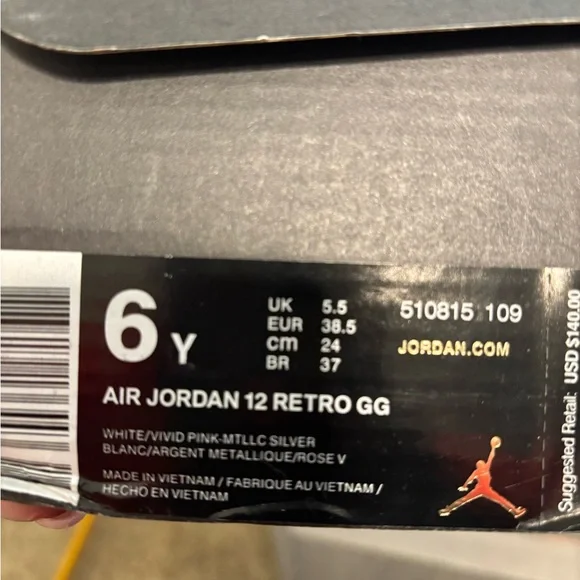 6 Y
UK 5.5
EUR 38.5
cm 24
BR 37
510815 109
JORDAN.COM
AIR JORDAN 12 RETRO GG
WHITE/VIVID PINK-MTLLC SILVER
BLANC/ARGENT METALLIQUE/ROSE V
MADE IN VIETNAM / FABRIQUE AU VIETNAM /
HECHO EN VIETNAM
Suggested Retail: USD $140.00